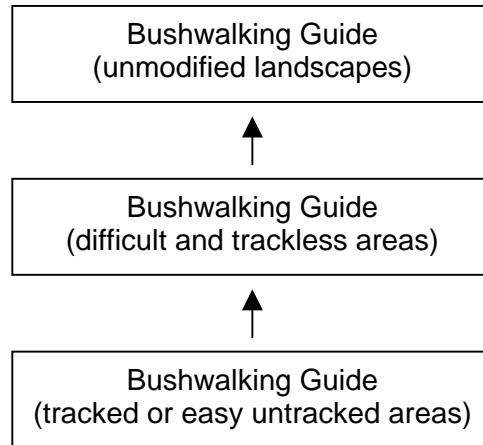 Bushwalking Guide
(unmodified landscapes)
Bushwalking Guide
(difficult and trackless areas)
Bushwalking Guide
(tracked or easy untracked areas)